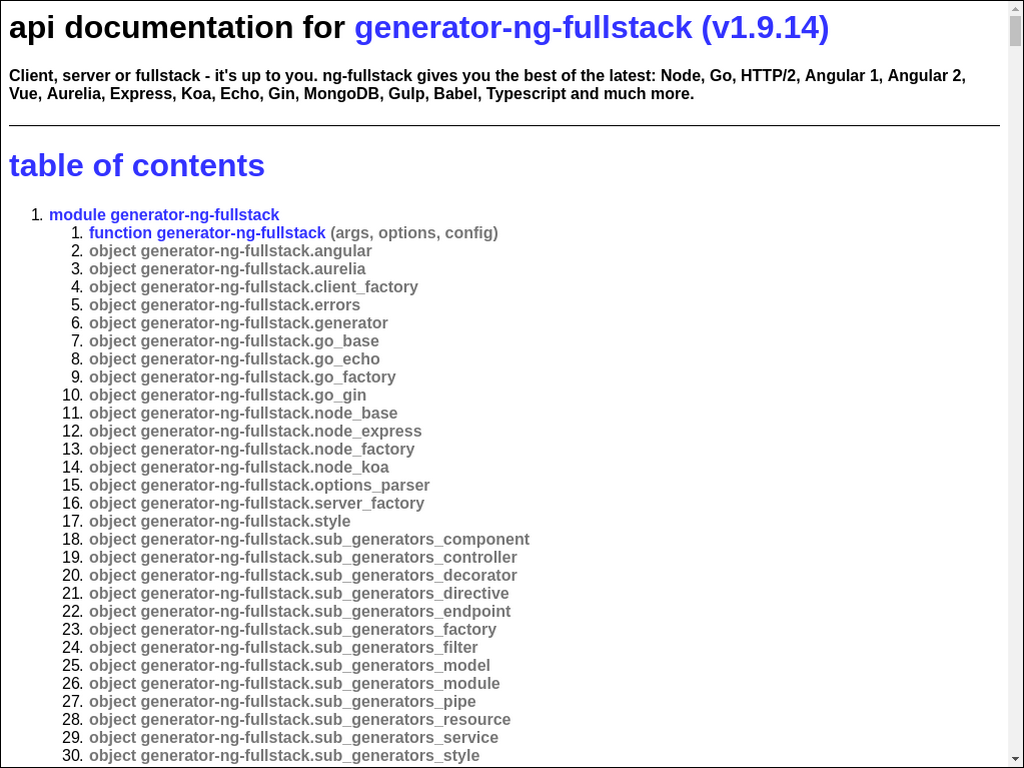 api documentation for generator-ng-fullstack (v1.9.14)
Client, server or fullstack - it's up to you. ng-fullstack gives you the best of the latest: Node, Go, HTTP/2, Angular 1, Angular 2,
Vue, Aurelia, Express, Koa, Echo, Gin, MongoDB, Gulp, Babel, Typescript and much more.
table of contents
1. module generator-ng-fullstack
1. function generator-ng-fullstack (args, options, config)
2. object generator-ng-fullstack.angular
3. object generator-ng-fullstack.aurelia
4. object generator-ng-fullstack.client_factory
5. object generator-ng-fullstack.errors
6. object generator-ng-fullstack.generator
7. object generator-ng-fullstack.go_base
8. object generator-ng-fullstack.go_echo
9. object generator-ng-fullstack.go_factory
10. object generator-ng-fullstack.go_gin
11. object generator-ng-fullstack.node_base
12. object generator-ng-fullstack.node_express
13. object generator-ng-fullstack.node_factory
14. object generator-ng-fullstack.node_koa
15. object generator-ng-fullstack.options_parser
16. object generator-ng-fullstack.server_factory
17. object generator-ng-fullstack.style
18. object generator-ng-fullstack.sub_generators_component
19. object generator-ng-fullstack.sub_generators_controller
20. object generator-ng-fullstack.sub_generators_decorator
21. object generator-ng-fullstack.sub_generators_directive
22. object generator-ng-fullstack.sub_generators_endpoint
23. object generator-ng-fullstack.sub_generators_factory
24. object generator-ng-fullstack.sub_generators_filter
25. object generator-ng-fullstack.sub_generators_model
26. object generator-ng-fullstack.sub_generators_module
27. object generator-ng-fullstack.sub_generators_pipe
28. object generator-ng-fullstack.sub_generators_resource
29. object generator-ng-fullstack.sub_generators_service
30. object generator-ng-fullstack.sub_generators_style